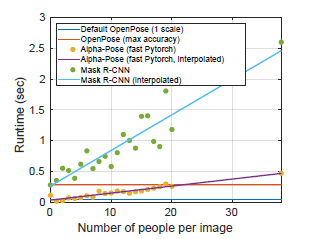 3
Default OpenPose (1 scale)
OpenPose (max accuracy)
2.5
Alpha-Pose (fast Pytorch)
Alpha-Pose (fast Pytorch, Interpolated)
Mask R-CNN
2
Mask R-CNN (Interpolated)
1.5
1
0.5
0
Runtime (sec)
0 10 20 30
Number of people per image